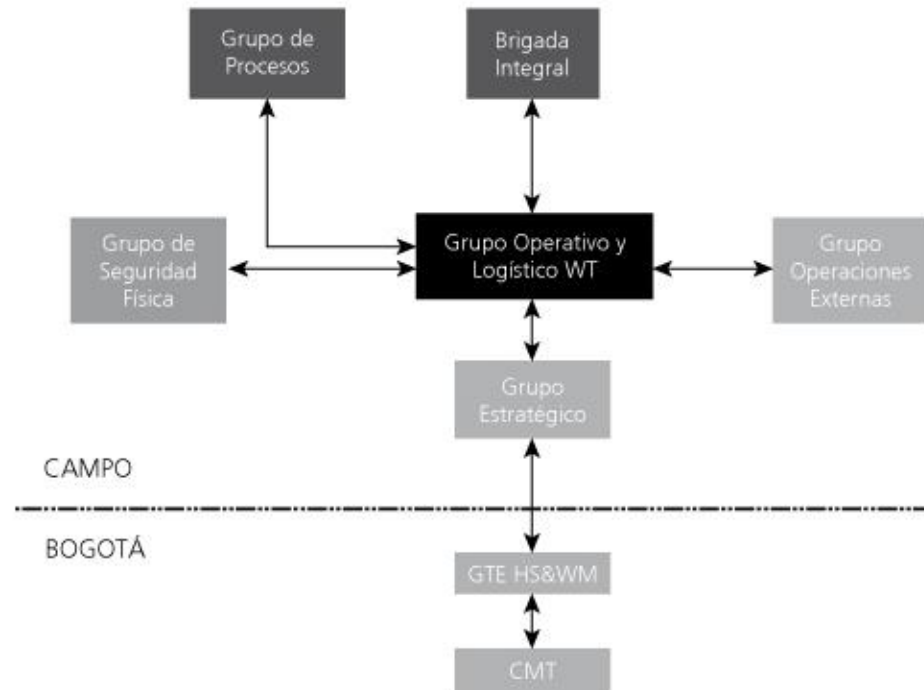 Grupo de
Procesos
Brigada
Integral
Grupo de
Seguridad
Física
Grupo Operativo y
Logístico WT
Grupo
Operaciones
Externas
Grupo
Estratégico
CAMPO
BOGOTÁ
GTE HS&WM
CMT